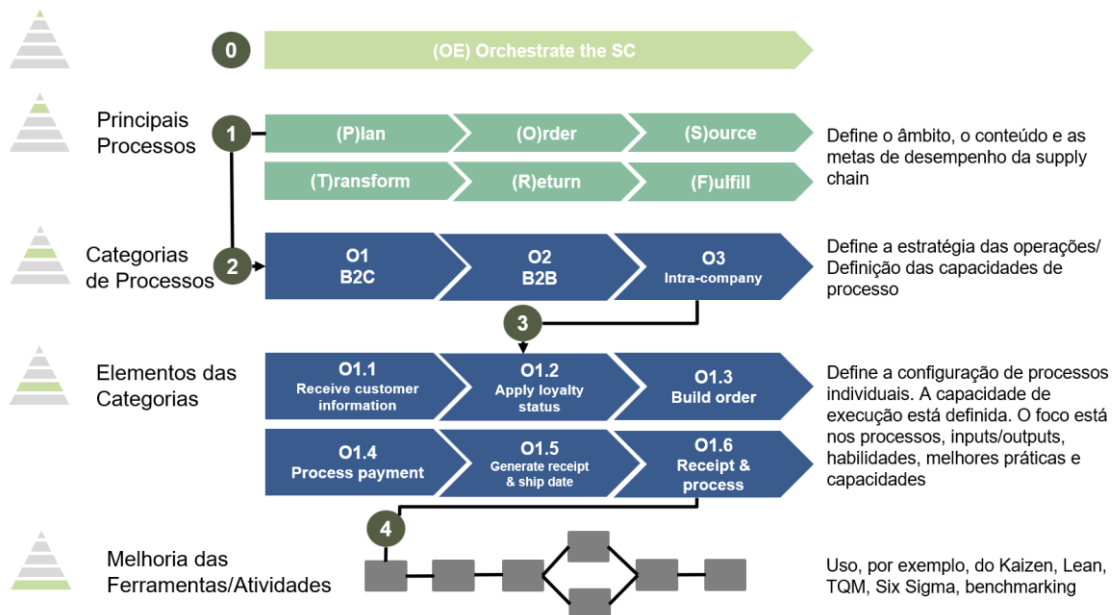 0
(OE) Orchestrate the SC
Principais
Processos
1
(P)lan
(O)rder
(S)ource
(T)ransform
(R)eturn
(F)ulfill
Define o âmbito, o conteúdo e as
metas de desempenho da supply
chain
Categorias
de Processos
2
O1
B2C
O2
B2B
O3
Intra-company
Define a estratégia das operações/
Definição das capacidades de
processo
3
Elementos das
Categorias
O1.1
Receive customer
information
O1.2
Apply loyalty
status
O1.3
Build order
O1.4
Process payment
O1.5
Generate receipt
& ship date
O1.6
Receipt &
process
Define a configuração de processos
individuais. A capacidade de
execução está definida. O foco está
nos processos, inputs/outputs,
habilidades, melhores práticas e
capacidades
4
Melhoria das
Ferramentas/Atividades
Uso, por exemplo, do Kaizen, Lean,
TQM, Six Sigma, benchmarking